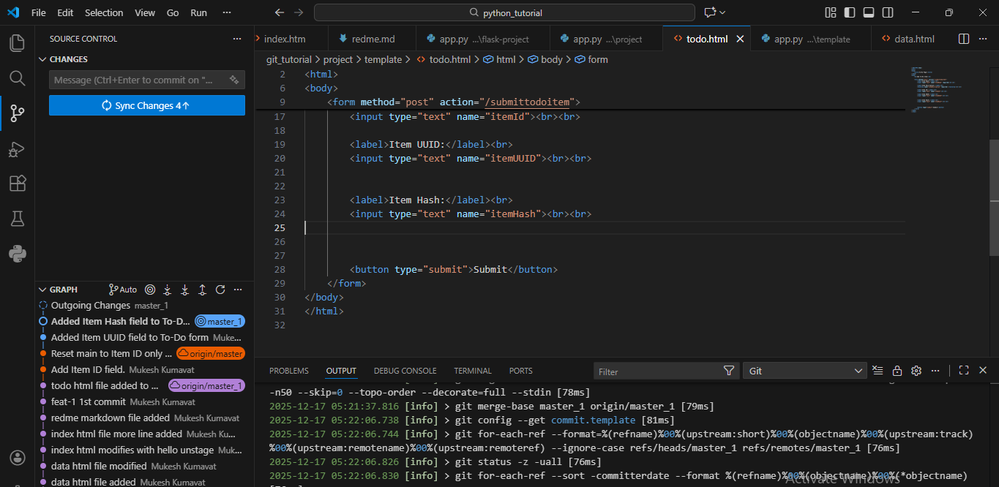 File Edit Selection View Go Run ··· python_tutorial
SOURCE CONTROL ···
CHANGES
Message (Ctrl+Enter to commit on "...
Sync Changes 4↑
GRAPH Auto ···
Outgoing Changes master_1
Added Item Hash field to To-D... master_1
Added Item UUID field to To-Do form Muke...
Reset main to Item ID only ... origin/master
Add Item ID field. Mukesh Kumavat
todo html file added to ... origin/master_1
feat-1 1st commit Mukesh Kumavat
redme markdown file added Mukesh Kumavat
index html file more line added Mukesh Ku...
index html modifies with hello unstage Muk...
data html file modified Mukesh Kumavat
data html file added Mukesh Kumavat
index.htm redme.md app.py ...\flask-project app.py ...\project todo.html app.py ...\template data.html ···
git_tutorial > project > template > todo.html > html > body > form
2 <html>
6 <body>
9 <form method="post" action="/submittodoitem">
17 <input type="text" name="itemId"><br><br>
18
19 <label>Item UUID:</label><br>
20 <input type="text" name="itemUUID"><br><br>
21
22
23 <label>Item Hash:</label><br>
24 <input type="text" name="itemHash"><br><br>
25
26
27
28 <button type="submit">Submit</button>
29 </form>
30 </body>
31 </html>
32
PROBLEMS OUTPUT DEBUG CONSOLE TERMINAL PORTS Filter Git ···
-n50 --skip=0 --topo-order --decorate=full --stdin [78ms]
2025-12-17 05:21:37.816 [info] > git merge-base master_1 origin/master_1 [79ms]
2025-12-17 05:22:06.738 [info] > git config --get commit.template [81ms]
2025-12-17 05:22:06.744 [info] > git for-each-ref --format=%(refname)%00%(upstream:short)%00%(objectname)%00%(upstream:track)
%00%(upstream:remotename)%00%(upstream:remoteref) --ignore-case refs/heads/master_1 refs/remotes/master_1 [76ms]
2025-12-17 05:22:06.826 [info] > git status -z -uall [76ms]
2025-12-17 05:22:06.830 [info] > git for-each-ref --sort -committerdate --format %(refname)%00%(objectname)%00%(*objectname)
Activate Windows